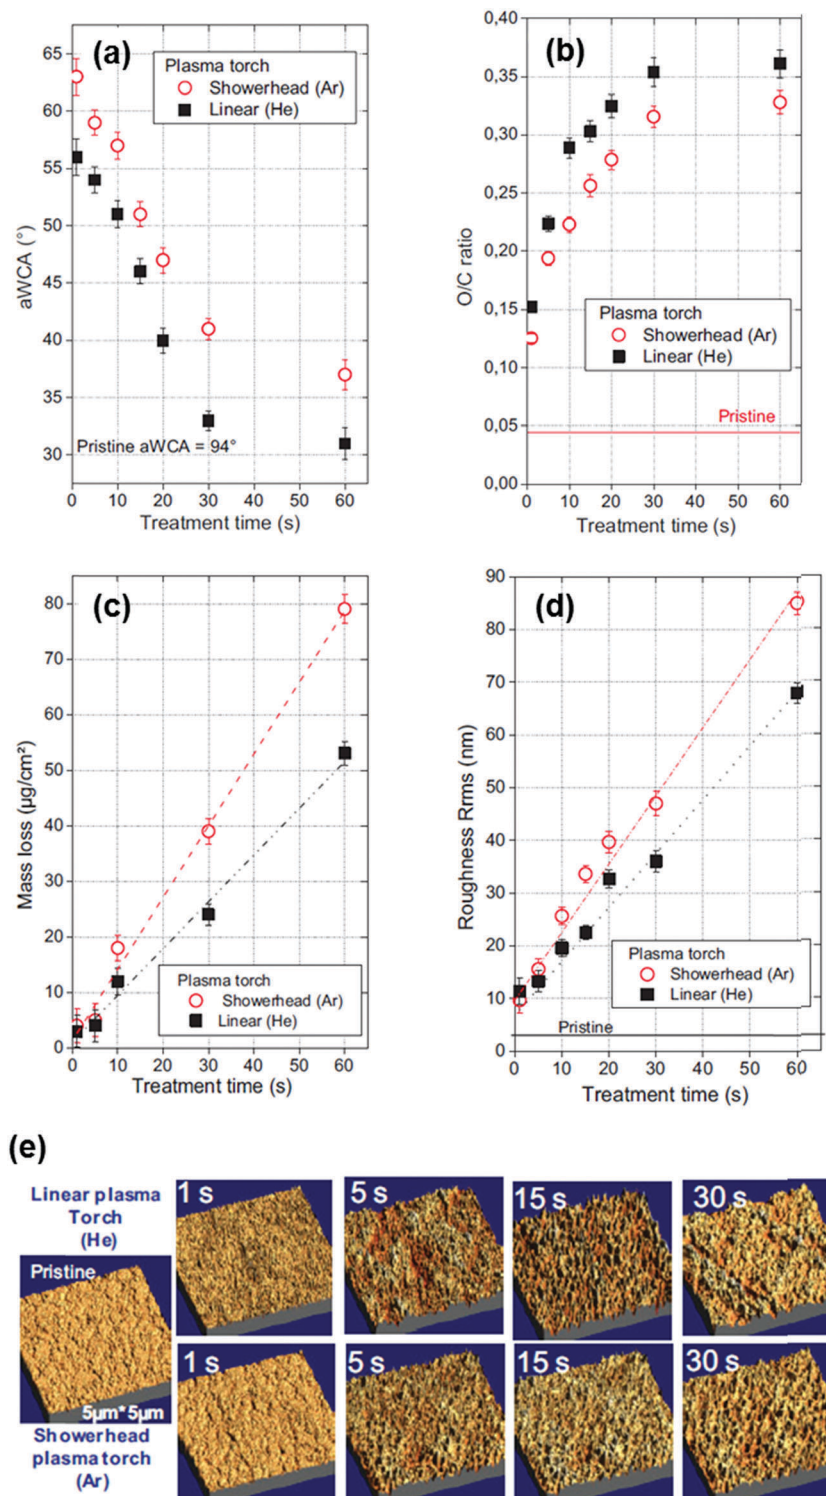 (a)
65
60
55
50
45
40
35
30
aWCA (°)
Plasma torch
Showerhead (Ar)
Linear (He)
Pristine aWCA = 94°
0 10 20 30 40 50 60
Treatment time (s)
(b)
0,40
0,35
0,30
0,25
0,20
0,15
0,10
0,05
0,00
O/C ratio
Plasma torch
Showerhead (Ar)
Linear (He)
Pristine
0 10 20 30 40 50 60
Treatment time (s)
(c)
80
70
60
50
40
30
20
10
0
Mass loss (µg/cm²)
Plasma torch
Showerhead (Ar)
Linear (He)
0 10 20 30 40 50 60
Treatment time (s)
(d)
90
80
70
60
50
40
30
20
10
0
Roughness Rrms (nm)
Plasma torch
Showerhead (Ar)
Linear (He)
Pristine
0 10 20 30 40 50 60
Treatment time (s)
(e)
Linear plasma
Torch
(He)
1 s 5 s 15 s 30 s
Pristine
5µm*5µm
1 s 5 s 15 s 30 s
Showerhead
plasma torch
(Ar)